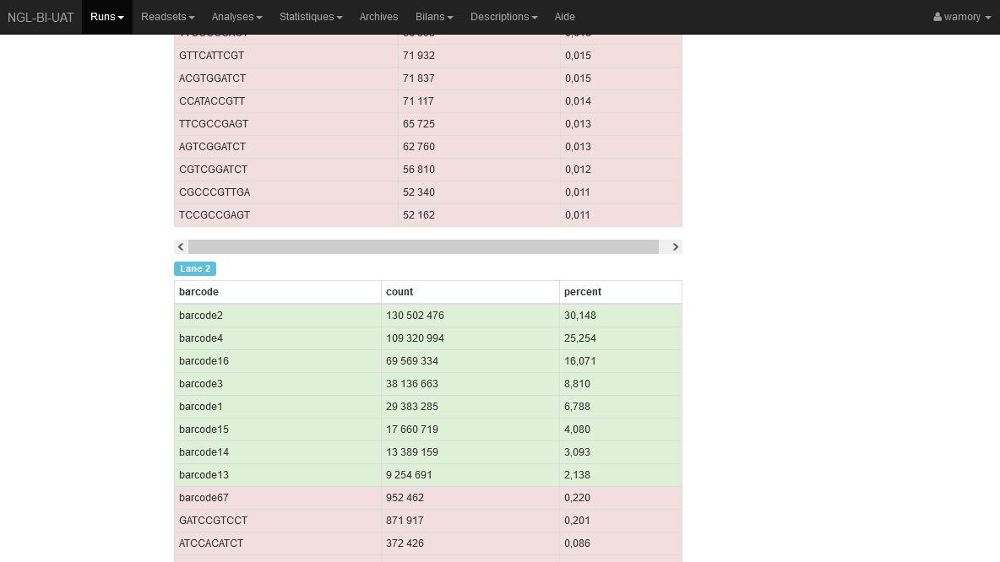 NGL-BI-UAT Runs Readsets Analyses Statistiques Archives Bilans Descriptions Aide wamory
GTTCATTCGT 71 932 0,015
ACGTGGATCT 71 837 0,015
CCATACCGTT 71 117 0,014
TTCGCCGAGT 65 725 0,013
AGTCGGATCT 62 760 0,013
CGTCGGATCT 56 810 0,012
CGCCCGTTGA 52 340 0,011
TCCGCCGAGT 52 162 0,011
Lane 2
barcode count percent
barcode2 130 502 476 30,148
barcode4 109 320 994 25,254
barcode16 69 569 334 16,071
barcode3 38 136 663 8,810
barcode1 29 383 285 6,788
barcode15 17 660 719 4,080
barcode14 13 389 159 3,093
barcode13 9 254 691 2,138
barcode67 952 462 0,220
GATCCGTCCT 871 917 0,201
ATCCACATCT 372 426 0,086